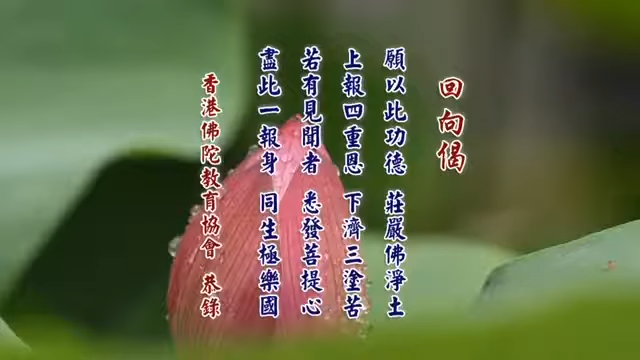 回向偈
願以此功德 莊嚴佛淨土
上報四重恩 下濟三塗苦
若有見聞者 悉發菩提心
盡此一報身 同生極樂國
香港佛陀教育協會 恭錄